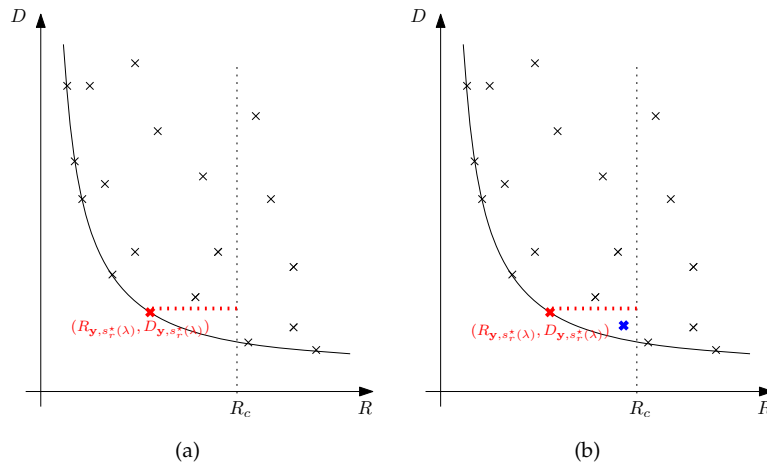 D
D
(R_{y,s_r^⋆(λ)}, D_{y,s_r^⋆(λ)})
(R_{y,s_r^⋆(λ)}, D_{y,s_r^⋆(λ)})
R_c
R
R_c
R
(a)
(b)